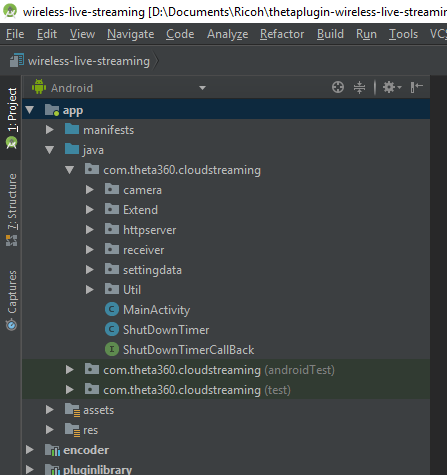 wireless-live-streaming [D:\Documents\Ricoh\thetaplugin-wireless-live-streamin
File Edit View Navigate Code Analyze Refactor Build Run Tools VC
wireless-live-streaming
1: Project
Android
app
manifests
java
com.theta360.cloudstreaming
camera
Extend
httpserver
receiver
settingdata
Util
C MainActivity
C ShutDownTimer
I ShutDownTimerCallBack
com.theta360.cloudstreaming (androidTest)
com.theta360.cloudstreaming (test)
assets
res
encoder
pluginlibrary
7: Structure
Captures